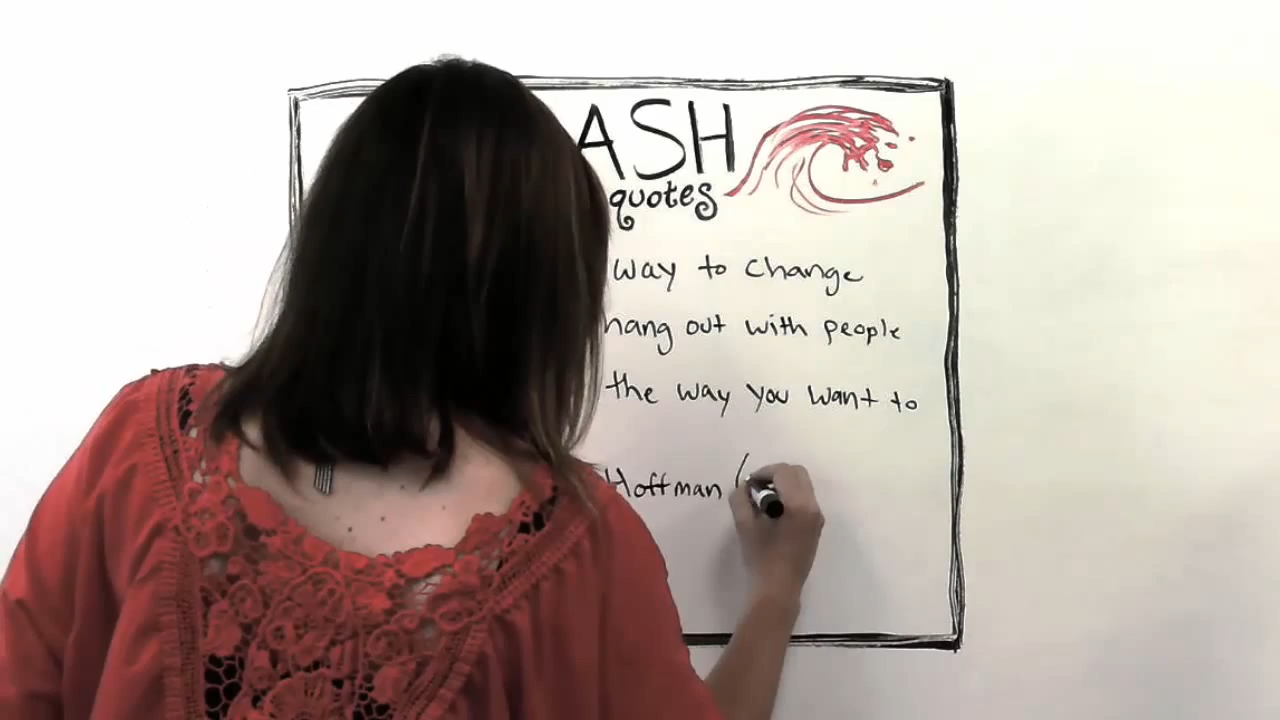 ASH
quotes
way to change
hang out with people
the way you want to
Hoffman (